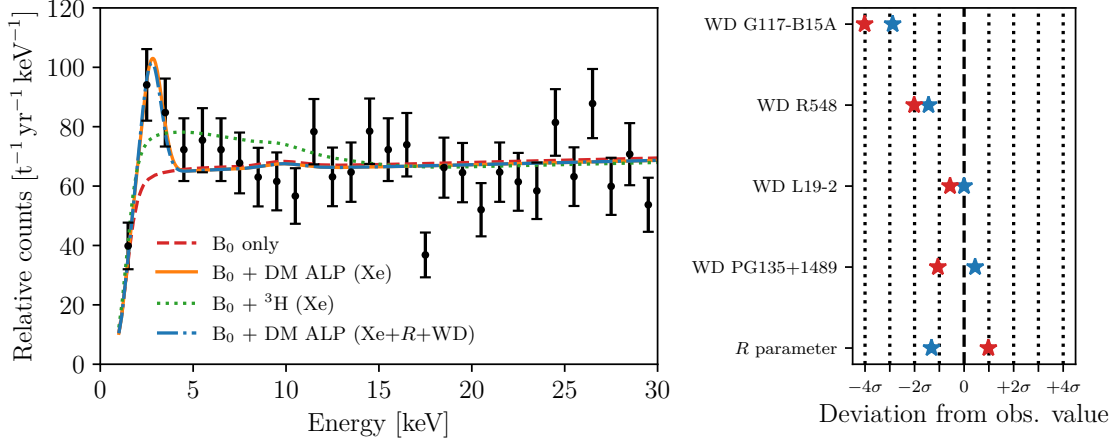 Relative counts [t⁻¹ yr⁻¹ keV⁻¹]
120
100
80
60
40
20
0
B₀ only
B₀ + DM ALP (Xe)
B₀ + ³H (Xe)
B₀ + DM ALP (Xe+R+WD)
0 5 10 15 20 25 30
Energy [keV]
WD G117-B15A
WD R548
WD L19-2
WD PG135+1489
R parameter
−4σ −2σ 0 +2σ +4σ
Deviation from obs. value